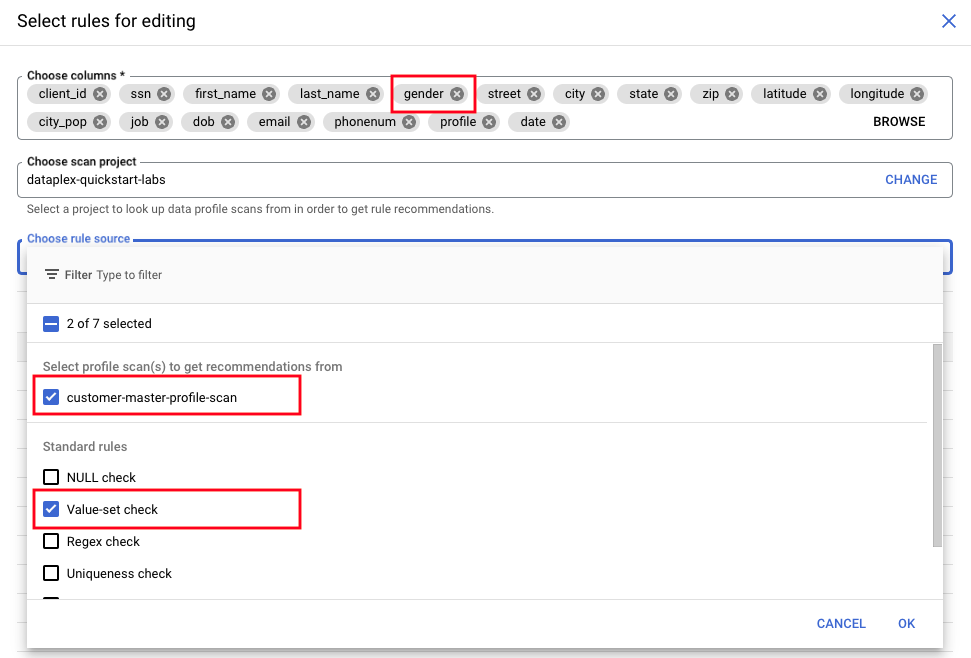 Select rules for editing
Choose columns *
client_id ssn first_name last_name gender street city state zip latitude longitude
city_pop job dob email phonenum profile date BROWSE
Choose scan project
dataplex-quickstart-labs CHANGE
Select a project to look up data profile scans from in order to get rule recommendations.
Choose rule source
Filter Type to filter
2 of 7 selected
Select profile scan(s) to get recommendations from
customer-master-profile-scan
Standard rules
NULL check
Value-set check
Regex check
Uniqueness check
CANCEL OK